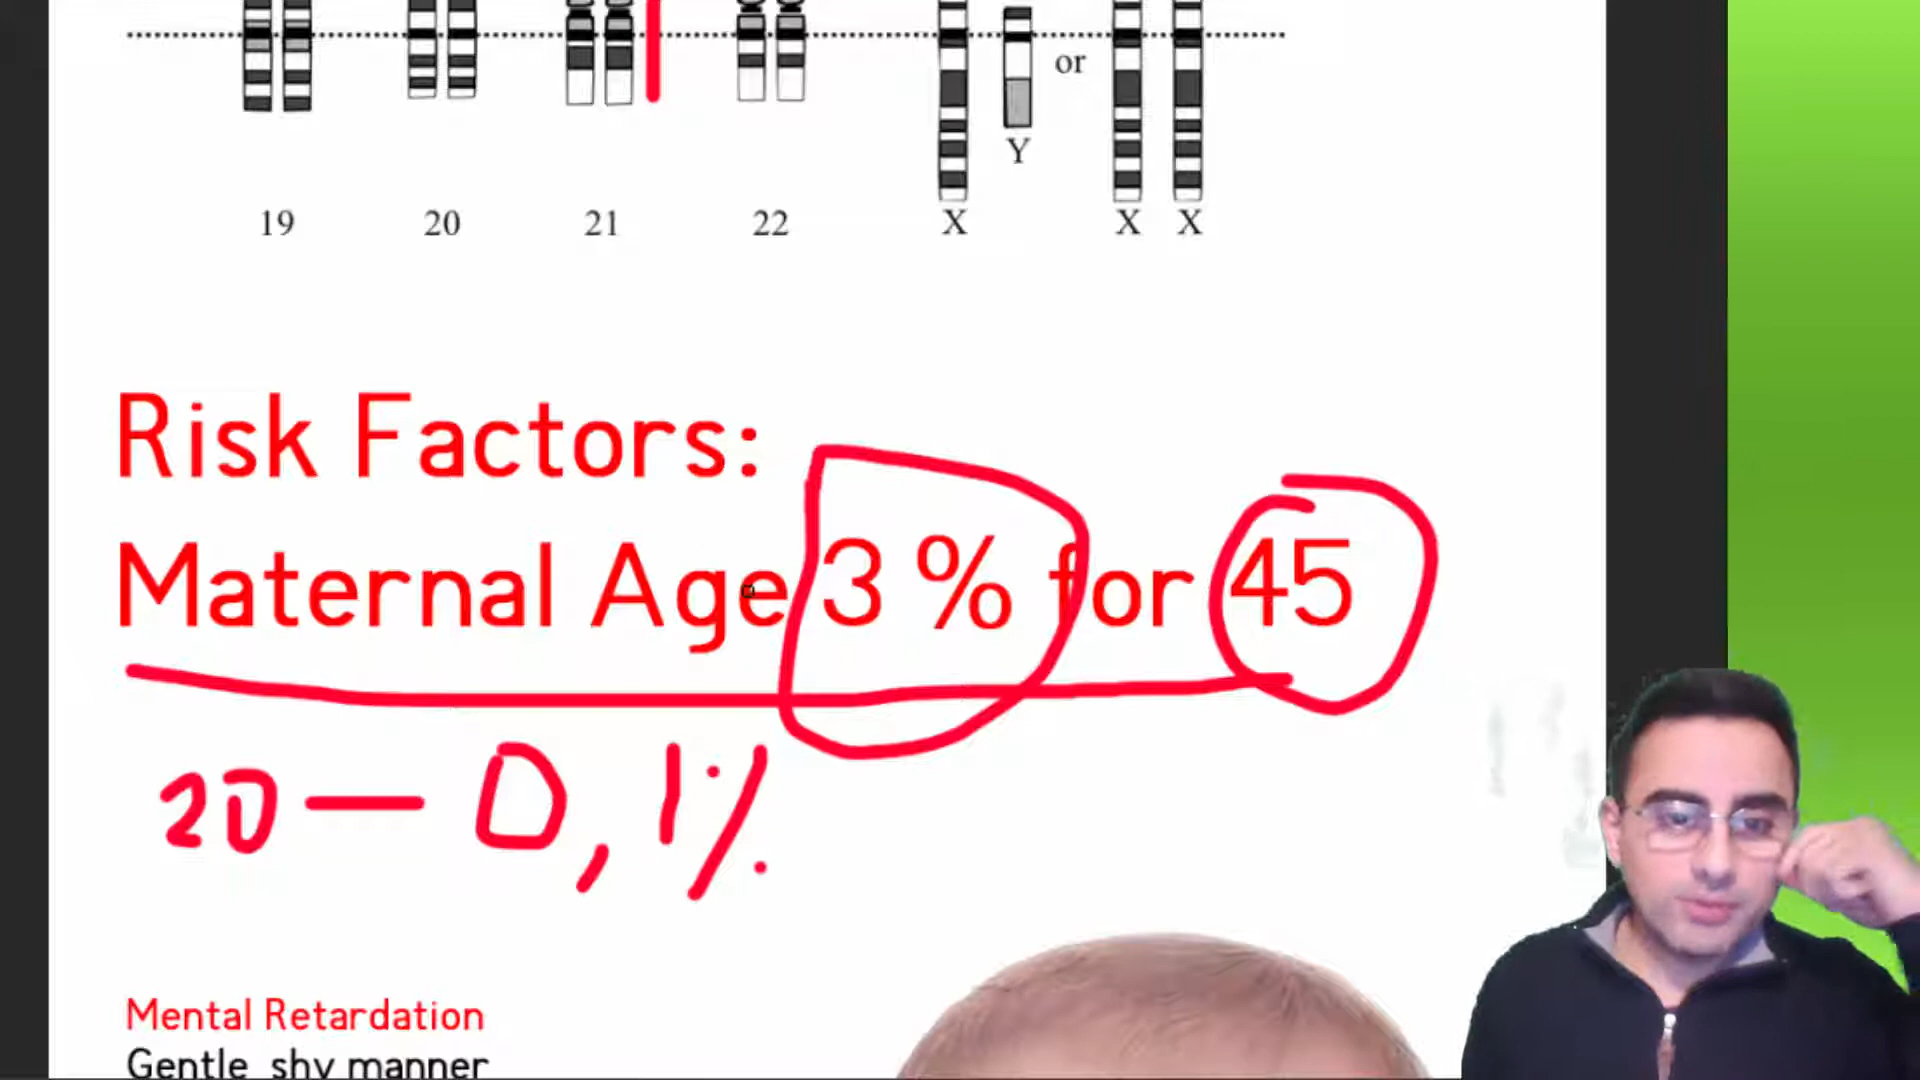 or
Y
19 20 21 22 X X X
Risk Factors:
Maternal Age 3 % for 45
20 — 0,1%
Mental Retardation
Gentle shy manner